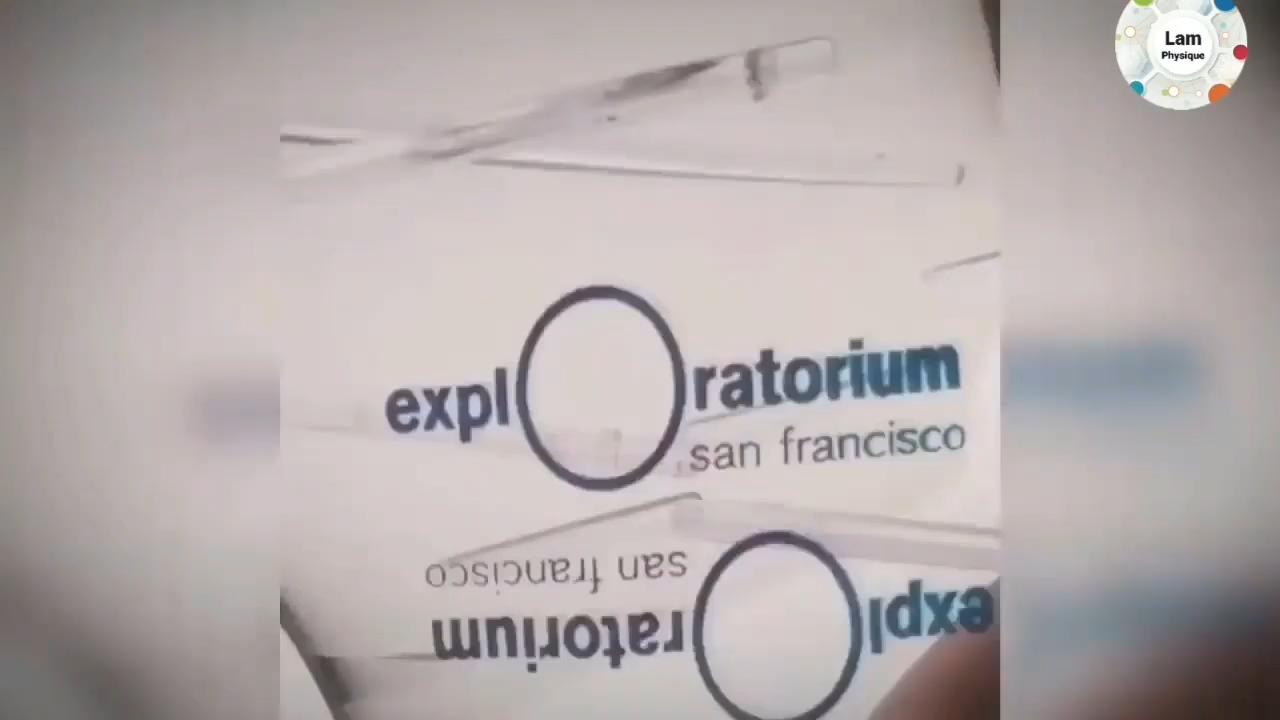 Lam
Physique
explOratorium
san francisco
san francisco
explOratorium